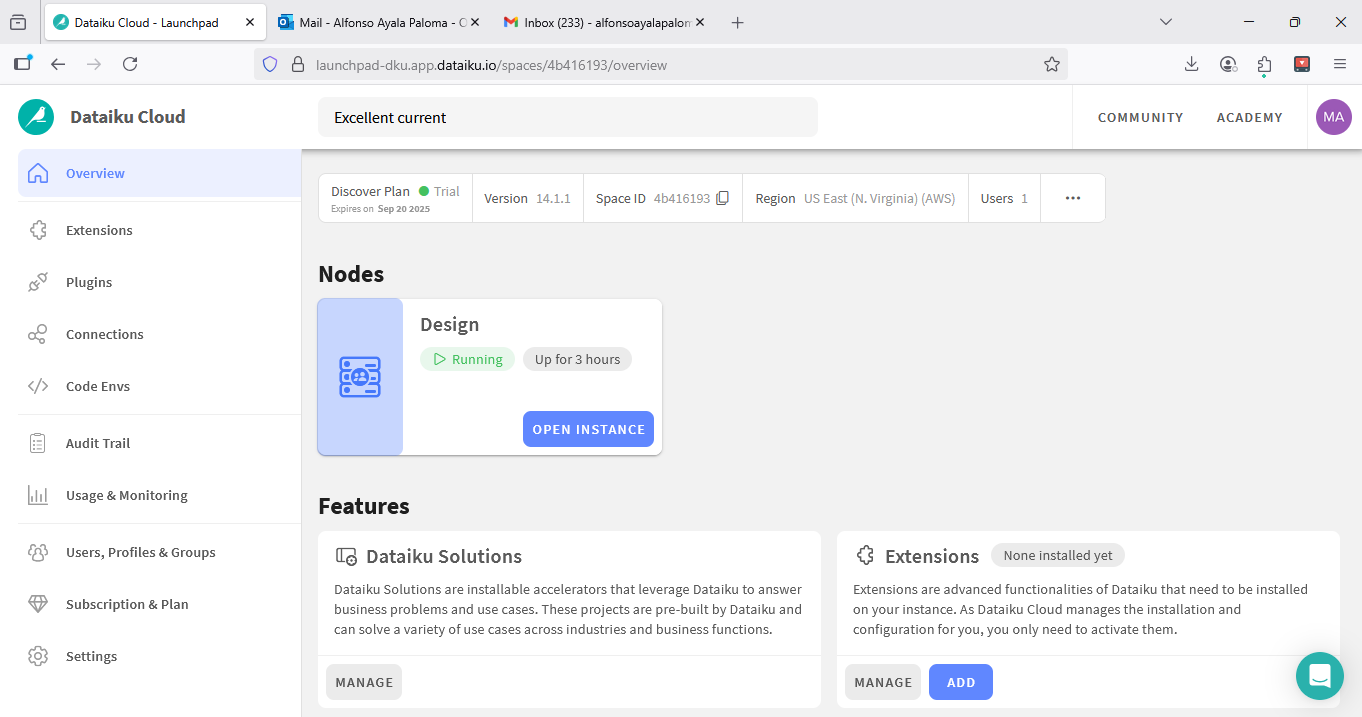 Dataiku Cloud - Launchpad
Mail - Alfonso Ayala Paloma - O
Inbox (233) - alfonsoayalapalom
launchpad-dku.app.dataiku.io/spaces/4b416193/overview
Dataiku Cloud
Excellent current
COMMUNITY
ACADEMY
MA
Overview
Extensions
Plugins
Connections
Code Envs
Audit Trail
Usage & Monitoring
Users, Profiles & Groups
Subscription & Plan
Settings
Discover Plan Trial
Expires on Sep 20 2025
Version 14.1.1
Space ID 4b416193
Region US East (N. Virginia) (AWS)
Users 1
Nodes
Design
Running
Up for 3 hours
OPEN INSTANCE
Features
Dataiku Solutions
Dataiku Solutions are installable accelerators that leverage Dataiku to answer
business problems and use cases. These projects are pre-built by Dataiku and
can solve a variety of use cases across industries and business functions.
MANAGE
Extensions
None installed yet
Extensions are advanced functionalities of Dataiku that need to be installed
on your instance. As Dataiku Cloud manages the installation and
configuration for you, you only need to activate them.
MANAGE
ADD